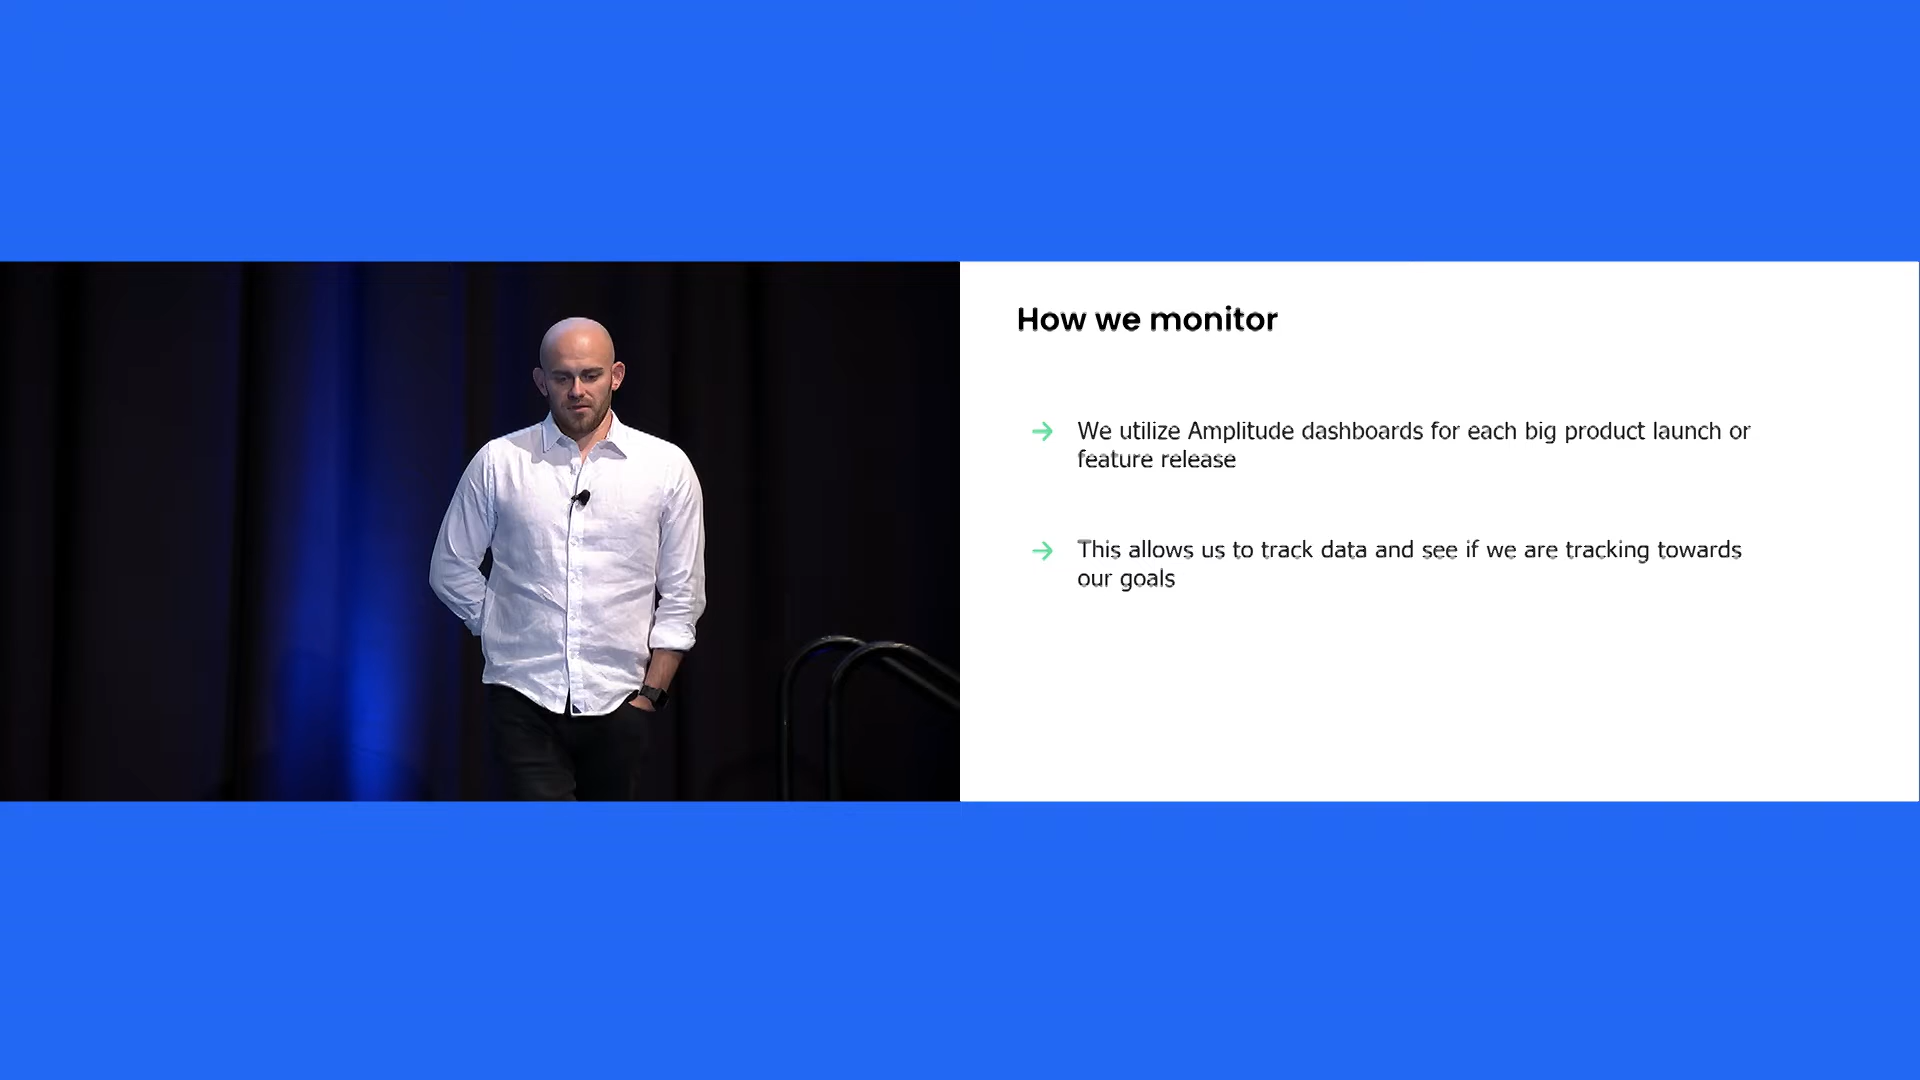 How we monitor
We utilize Amplitude dashboards for each big product launch or
feature release
This allows us to track data and see if we are tracking towards
our goals